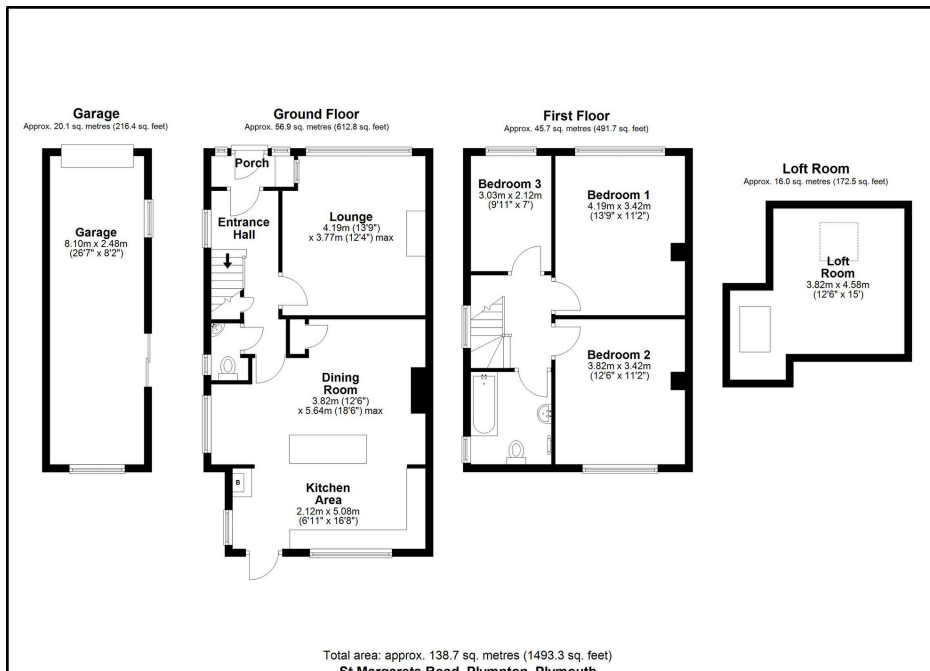 Garage
Approx. 20.1 sq. metres (216.4 sq. feet)
Garage
8.10m x 2.48m
(26'7" x 8'2")
Ground Floor
Approx. 56.9 sq. metres (612.8 sq. feet)
Porch
Entrance
Hall
Lounge
4.19m (13'9")
x 3.77m (12'4") max
Dining
Room
3.82m (12'6")
x 5.64m (18'6") max
B
Kitchen
Area
2.12m x 5.08m
(6'11" x 16'8")
First Floor
Approx. 45.7 sq. metres (491.7 sq. feet)
Bedroom 3
3.03m x 2.12m
(9'11" x 7')
Bedroom 1
4.19m x 3.42m
(13'9" x 11'2")
Bedroom 2
3.82m x 3.42m
(12'6" x 11'2")
Loft Room
Approx. 16.0 sq. metres (172.5 sq. feet)
Loft
Room
3.82m x 4.58m
(12'6" x 15')
Total area: approx. 138.7 sq. metres (1493.3 sq. feet)
St Margarets Road, Plympton, Plymouth